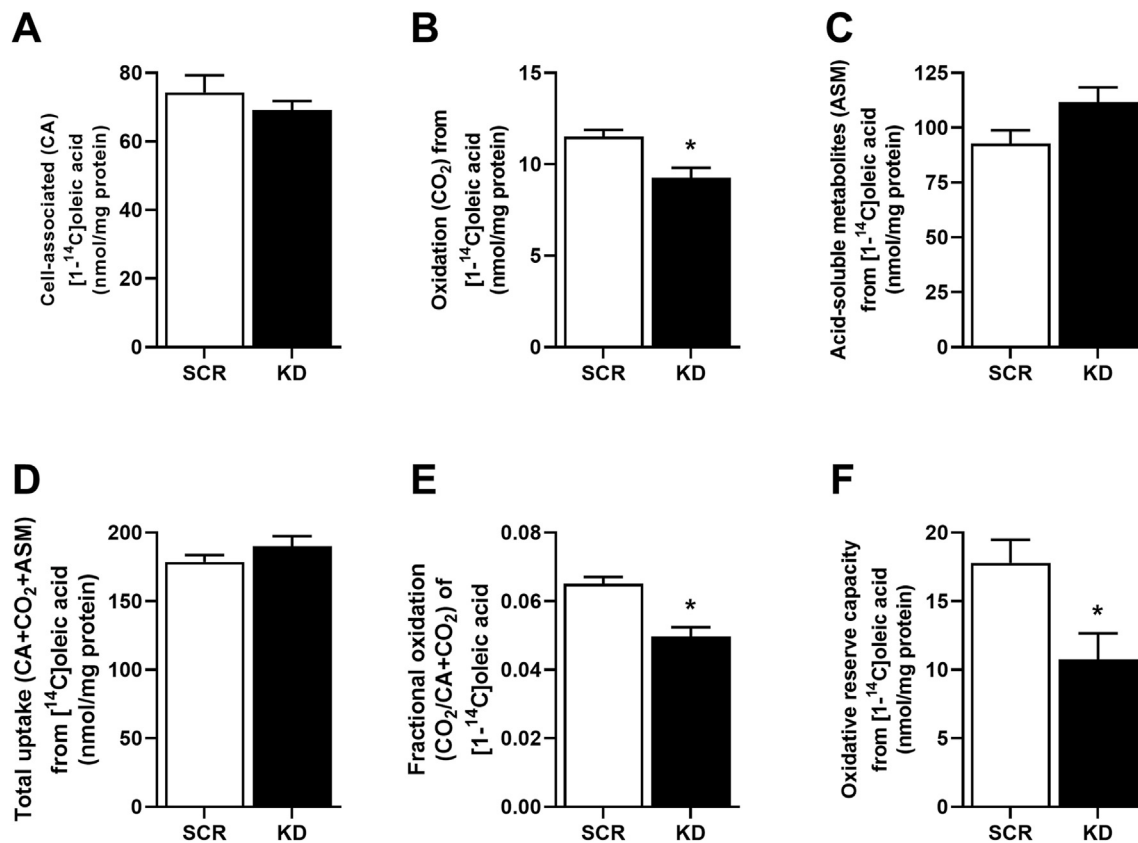 A
Cell-associated (CA)
[1-¹⁴C]oleic acid
(nmol/mg protein)
80
60
40
20
0
SCR KD
B
Oxidation (CO₂) from
[1-¹⁴C]oleic acid
(nmol/mg protein)
15
10
5
0
*
SCR KD
C
Acid-soluble metabolites (ASM)
from [1-¹⁴C]oleic acid
(nmol/mg protein)
125
100
75
50
25
0
SCR KD
D
Total uptake (CA+CO₂+ASM)
from [¹⁴C]oleic acid
(nmol/mg protein)
200
150
100
50
0
SCR KD
E
Fractional oxidation
(CO₂/CA+CO₂) of
[1-¹⁴C]oleic acid
0.08
0.06
0.04
0.02
0.00
*
SCR KD
F
Oxidative reserve capacity
from [1-¹⁴C]oleic acid
(nmol/mg protein)
20
15
10
5
0
*
SCR KD